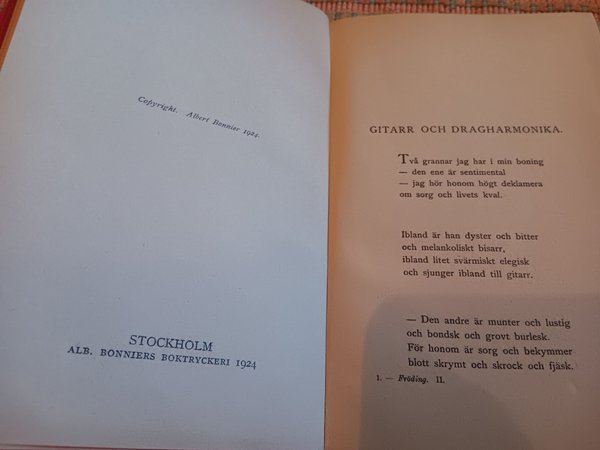 Copyright. Albert Bonnier 1924.
STOCKHOLM
ALB. BONNIERS BOKTRYCKERI 1924
GITARR OCH DRAGHARMONIKA.
Två grannar jag har i min boning
— den ene är sentimental
— jag hör honom högt deklamera
om sorg och livets kval.
Ibland är han dyster och bitter
och melankoliskt bisarr,
ibland litet svärmiskt elegisk
och sjunger ibland till gitarr.
— Den andre är munter och lustig
och bondsk och grovt burlesk.
För honom är sorg och bekymmer
blott skrymt och skrock och fjäsk.
1. — Fröding. II.